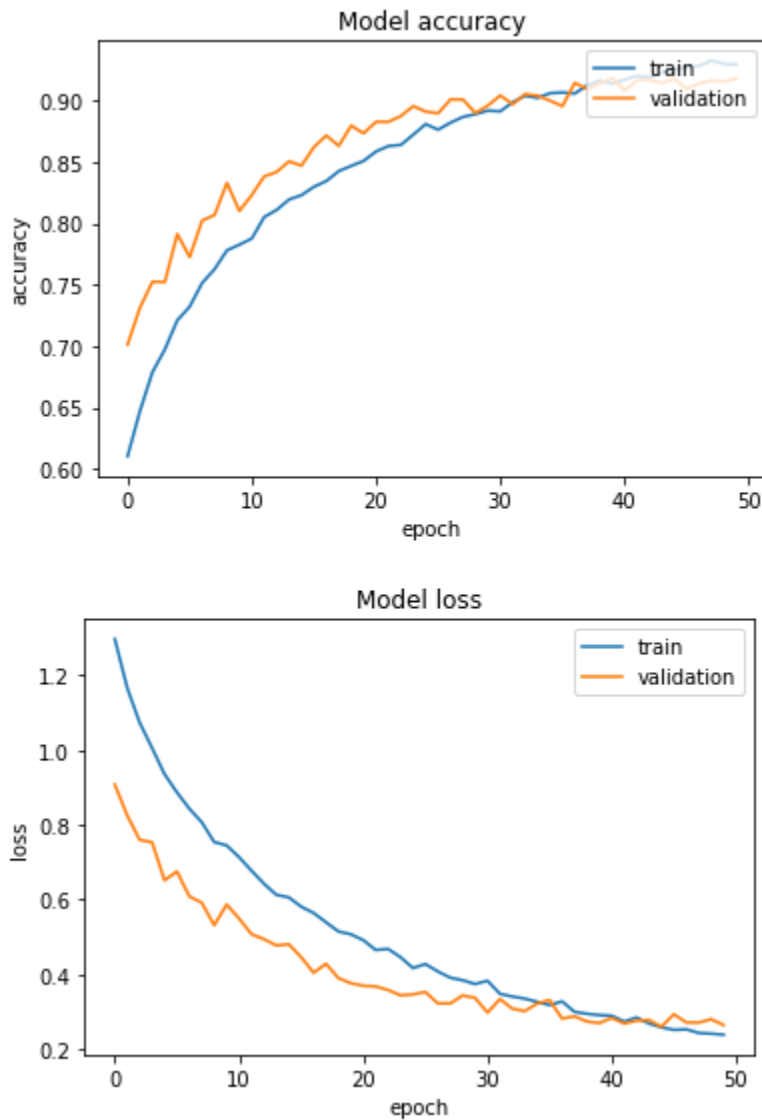 Model accuracy
train
validation
0.90
0.85
0.80
0.75
0.70
0.65
0.60
accuracy
0 10 20 30 40 50
epoch
Model loss
train
validation
1.2
1.0
0.8
0.6
0.4
0.2
loss
0 10 20 30 40 50
epoch